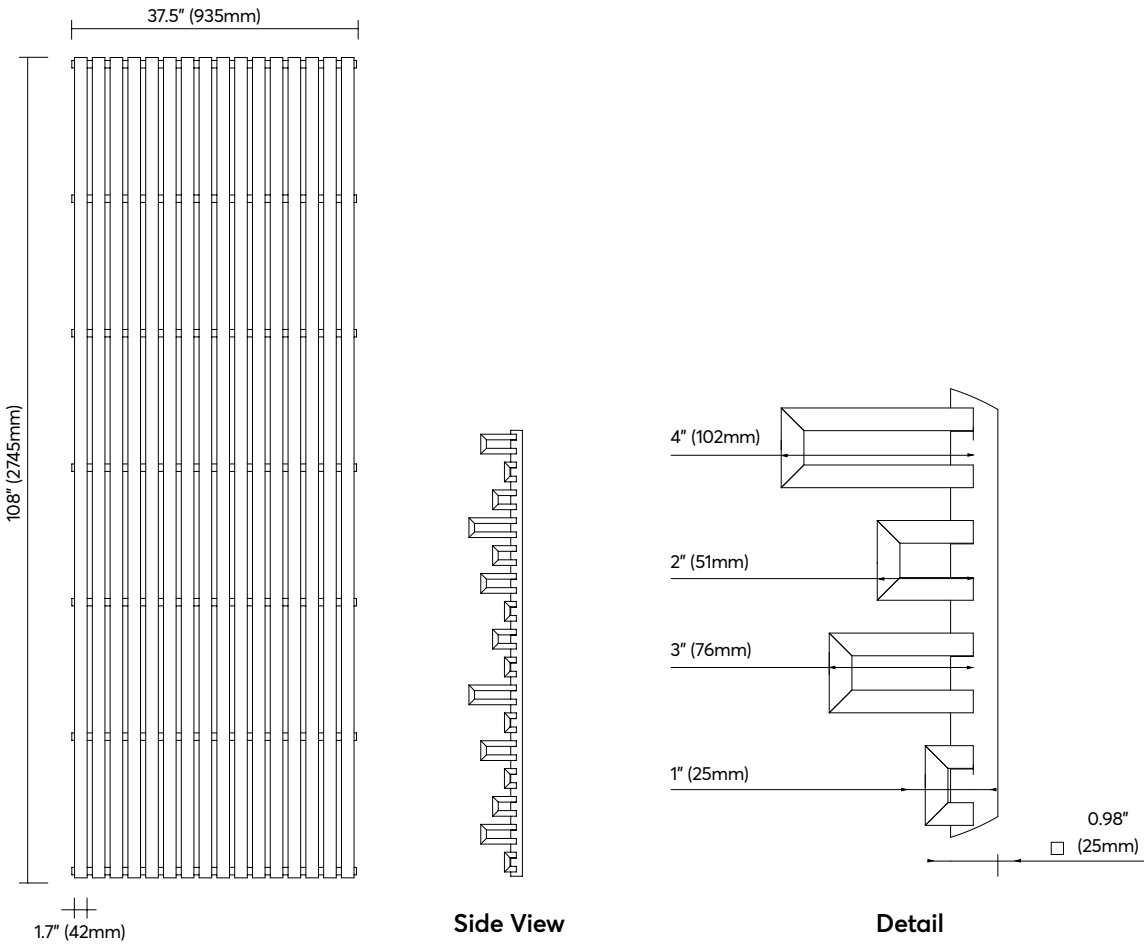 37.5” (935mm)
108” (2745mm)
1.7” (42mm)
Side View
4” (102mm)
2” (51mm)
3” (76mm)
1” (25mm)
0.98”
(25mm)
Detail